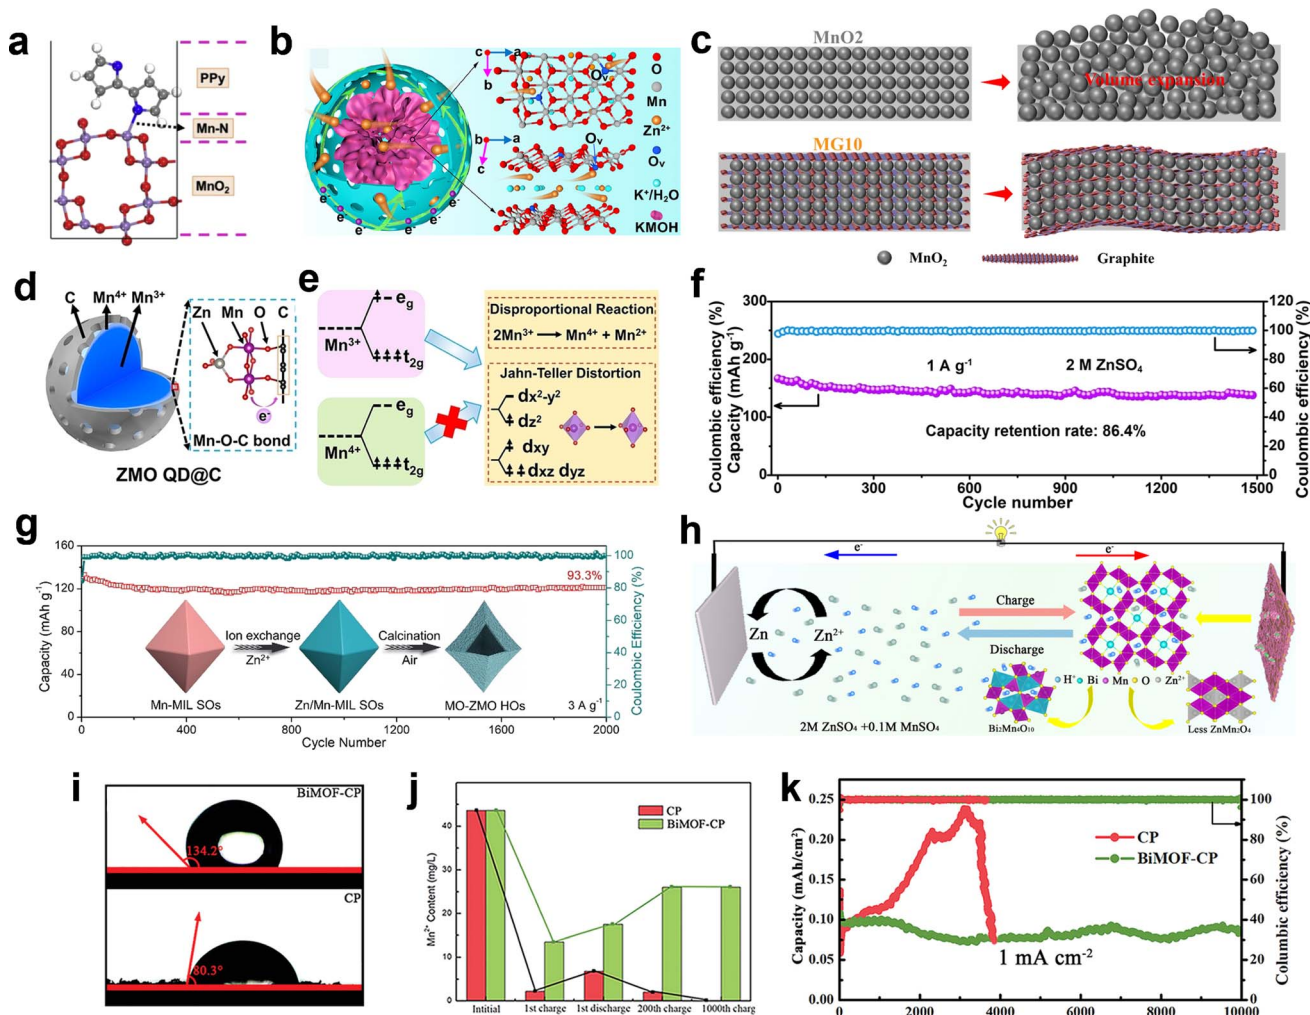 a
PPy
Mn-N
MnO2
b
c
a
b
Ov
b
a
c
Ov
O
Mn
Zn2+
Ov
K+/H2O
KMOH
e-
e-
e-
e-
e-
e-
c
MnO2
Volume expansion
MG10
MnO2
Graphite
d
C
Mn4+
Mn3+
Zn
Mn
O
C
e-
Mn-O-C bond
ZMO QD@C
e
eg
Mn3+
t2g
eg
Mn4+
t2g
Disproportional Reaction
2Mn3+ → Mn4+ + Mn2+
Jahn-Teller Distortion
dx²-y²
dz²
dxy
dxz dyz
f
Coulombic efficiency (%)
Capacity (mAh g-1)
300
250
200
150
100
50
0
1 A g-1
2 M ZnSO4
Capacity retention rate: 86.4%
120
100
80
60
40
20
0
Coulombic efficiency (%)
0
300
600
900
1200
1500
Cycle number
g
Capacity (mAh g-1)
160
120
80
40
0
93.3%
Ion exchange
Zn2+
Calcination
Air
Mn-MIL SOs
Zn/Mn-MIL SOs
MO-ZMO HOs
3 A g-1
100
80
60
40
20
0
Coulombic Efficiency (%)
0
400
800
1200
1600
2000
Cycle Number
h
e-
e-
Zn
Zn2+
Charge
Discharge
H+
Bi
Mn
O
Zn2+
2M ZnSO4 +0.1M MnSO4
Bi2Mn4O10
Less ZnMn2O4
i
BiMOF-CP
134.2°
CP
80.3°
j
Mn2+ Content (mg/L)
40
30
20
10
0
CP
BiMOF-CP
Intitial
1st charge
1st discharge
200th charge
1000th charg
k
Capacity (mAh/cm2)
0.25
0.20
0.15
0.10
0.05
0.00
CP
BiMOF-CP
1 mA cm-2
100
80
60
40
20
0
Columbic efficiency (%)
0
2000
4000
6000
8000
10000